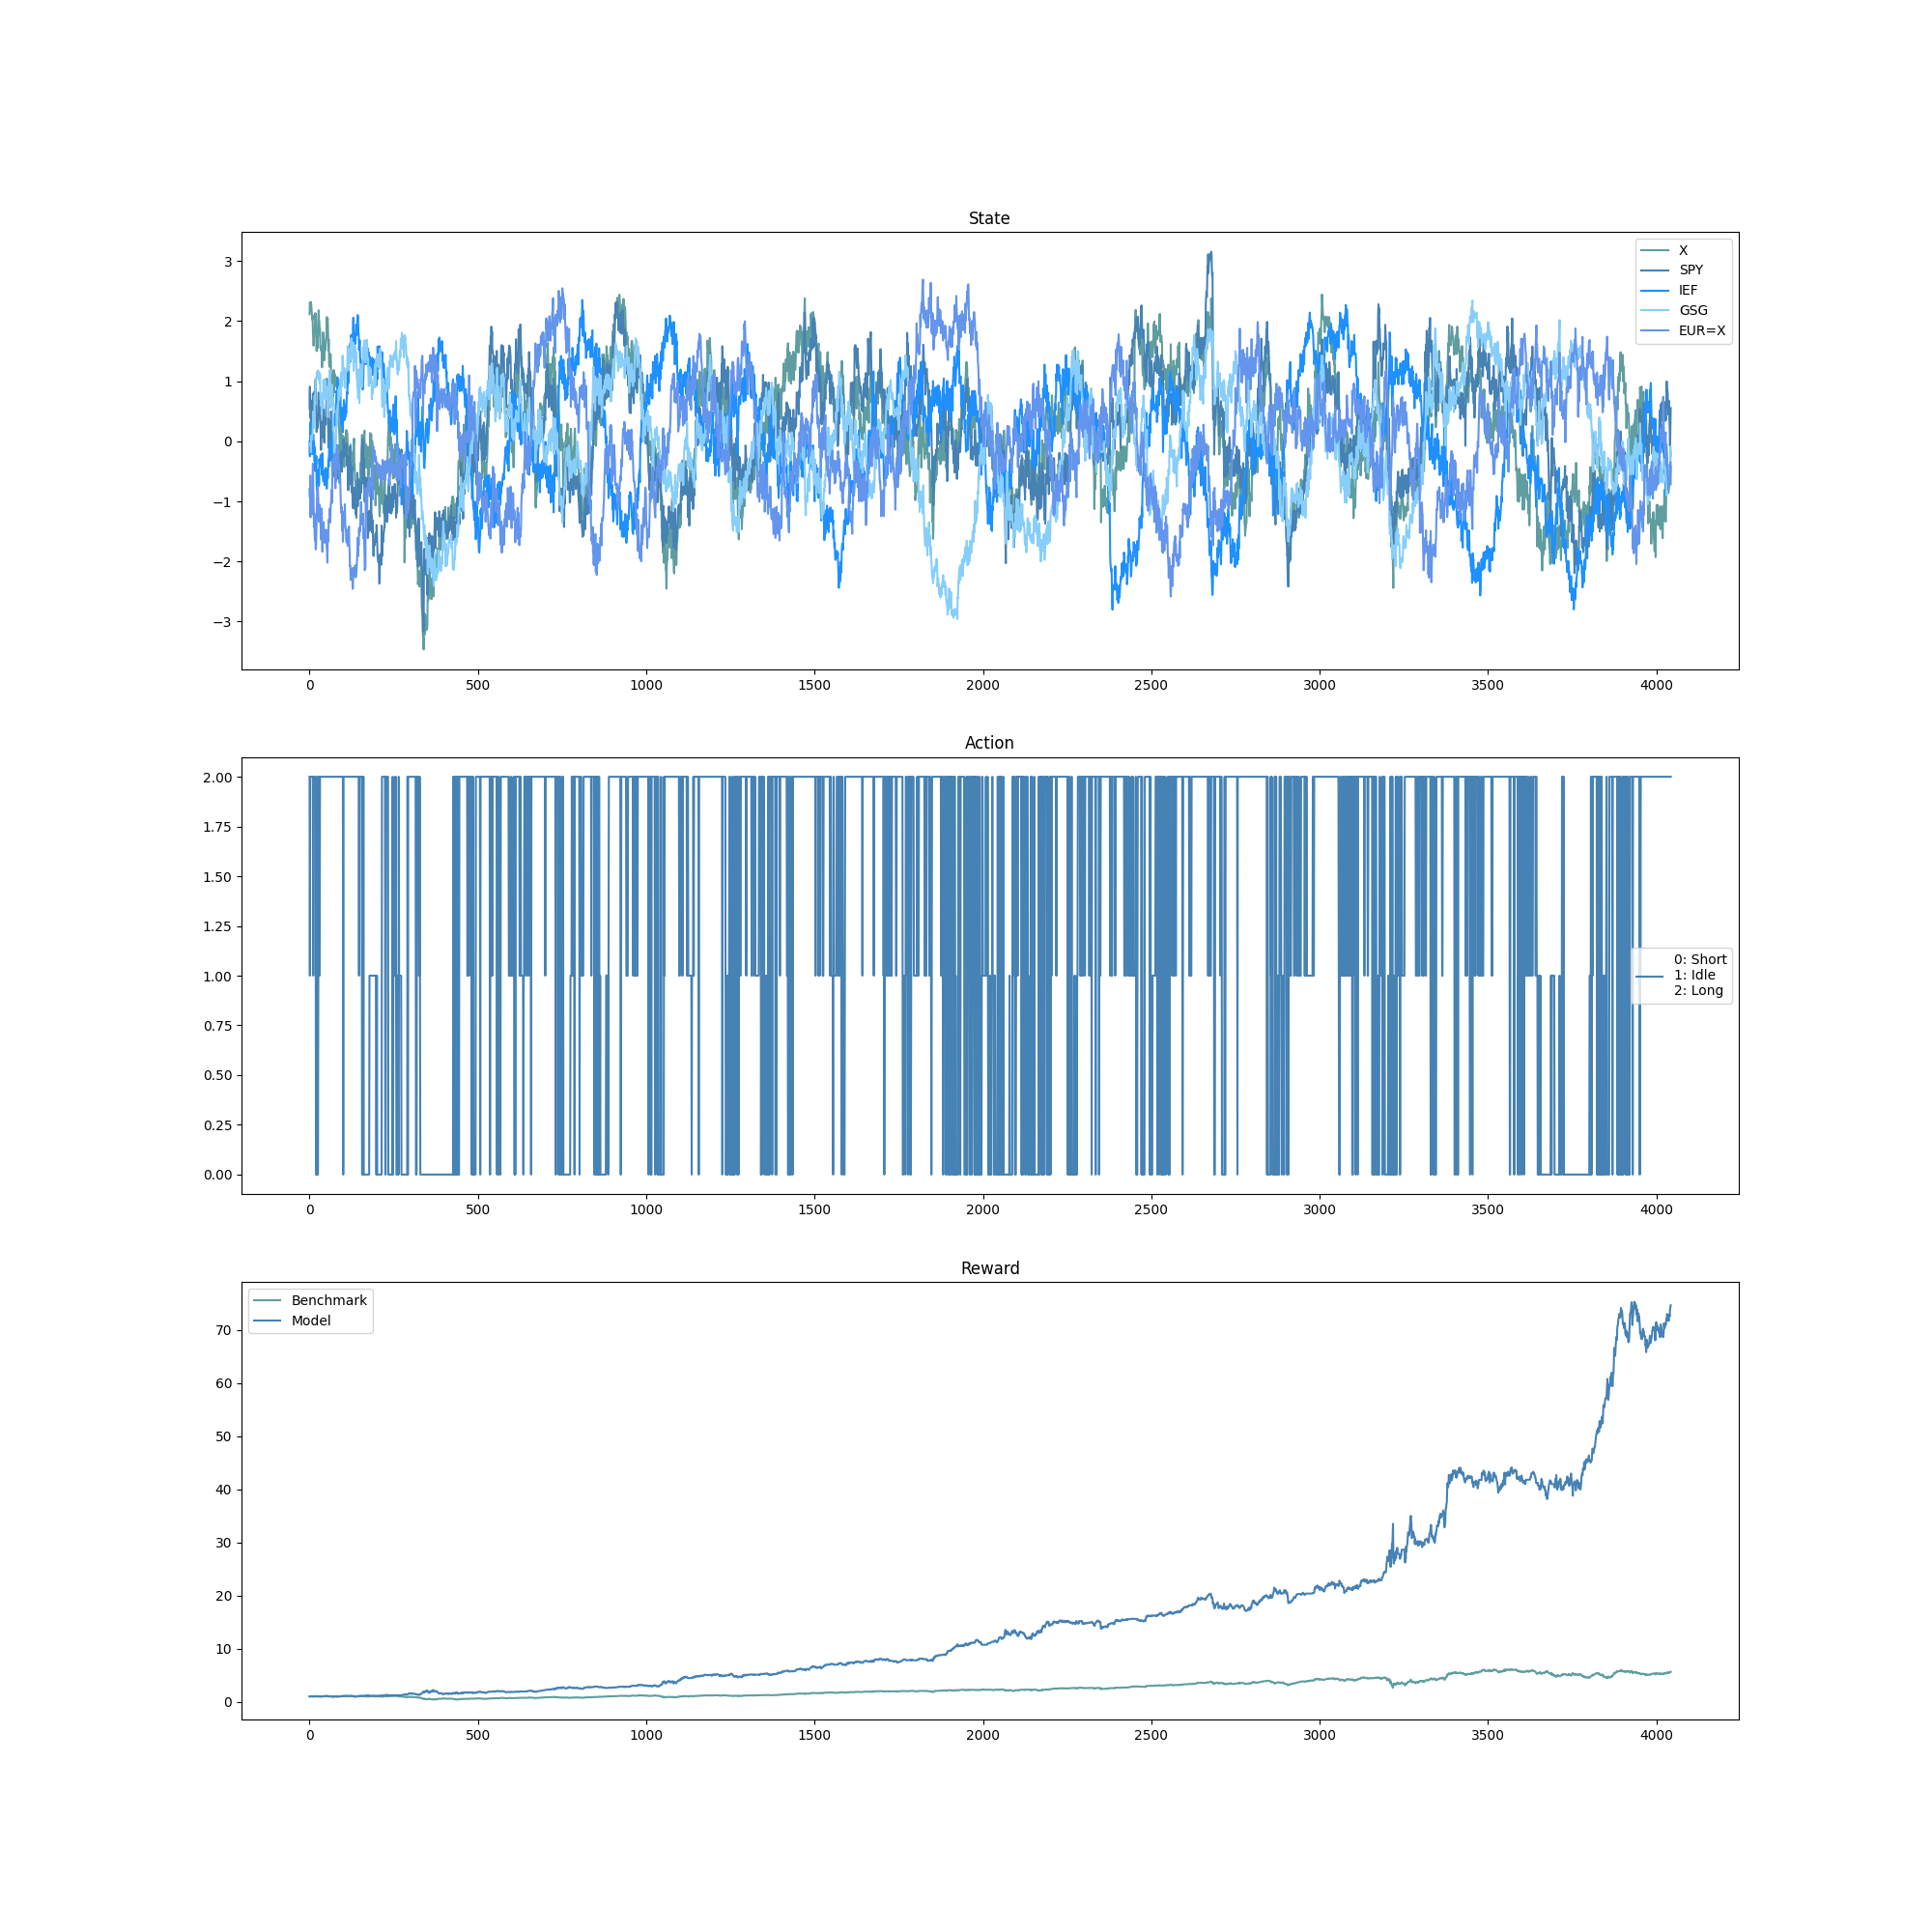 State
3
2
1
0
−1
−2
−3
X
SPY
IEF
GSG
EUR=X
0 500 1000 1500 2000 2500 3000 3500 4000
Action
2.00
1.75
1.50
1.25
1.00
0.75
0.50
0.25
0.00
0: Short
1: Idle
2: Long
0 500 1000 1500 2000 2500 3000 3500 4000
Reward
Benchmark
Model
70
60
50
40
30
20
10
0
0 500 1000 1500 2000 2500 3000 3500 4000